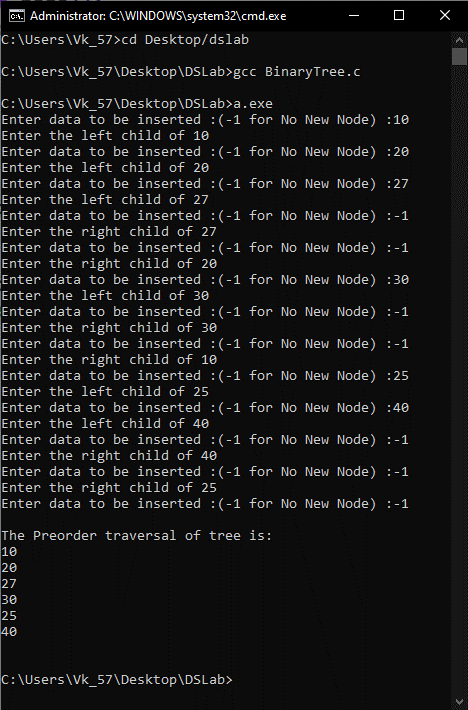 Administrator: C:\WINDOWS\system32\cmd.exe
C:\Users\Vk_57>cd Desktop/dslab
C:\Users\Vk_57\Desktop\DSLab>gcc BinaryTree.c
C:\Users\Vk_57\Desktop\DSLab>a.exe
Enter data to be inserted :(-1 for No New Node) :10
Enter the left child of 10
Enter data to be inserted :(-1 for No New Node) :20
Enter the left child of 20
Enter data to be inserted :(-1 for No New Node) :27
Enter the left child of 27
Enter data to be inserted :(-1 for No New Node) :-1
Enter the right child of 27
Enter data to be inserted :(-1 for No New Node) :-1
Enter the right child of 20
Enter data to be inserted :(-1 for No New Node) :30
Enter the left child of 30
Enter data to be inserted :(-1 for No New Node) :-1
Enter the right child of 30
Enter data to be inserted :(-1 for No New Node) :-1
Enter the right child of 10
Enter data to be inserted :(-1 for No New Node) :25
Enter the left child of 25
Enter data to be inserted :(-1 for No New Node) :40
Enter the left child of 40
Enter data to be inserted :(-1 for No New Node) :-1
Enter the right child of 40
Enter data to be inserted :(-1 for No New Node) :-1
Enter the right child of 25
Enter data to be inserted :(-1 for No New Node) :-1
The Preorder traversal of tree is:
10
20
27
30
25
40
C:\Users\Vk_57\Desktop\DSLab>